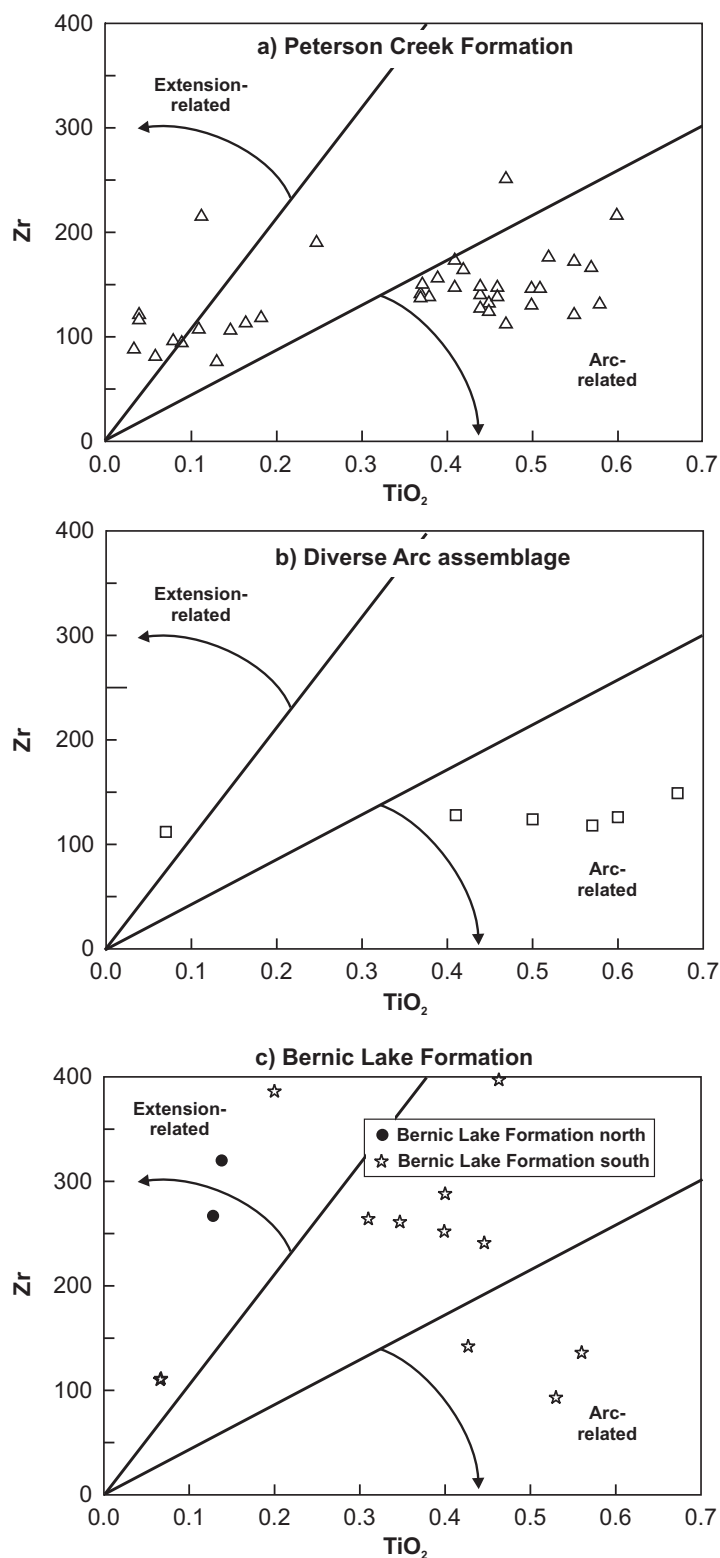 a) Peterson Creek Formation
400
300
200
100
0
Zr
Extension-
related
Arc-
related
0.0 0.1 0.2 0.3 0.4 0.5 0.6 0.7
TiO₂
b) Diverse Arc assemblage
400
300
200
100
0
Zr
Extension-
related
Arc-
related
0.0 0.1 0.2 0.3 0.4 0.5 0.6 0.7
TiO₂
c) Bernic Lake Formation
400
300
200
100
0
Zr
Extension-
related
Bernic Lake Formation north
Bernic Lake Formation south
Arc-
related
0.0 0.1 0.2 0.3 0.4 0.5 0.6 0.7
TiO₂